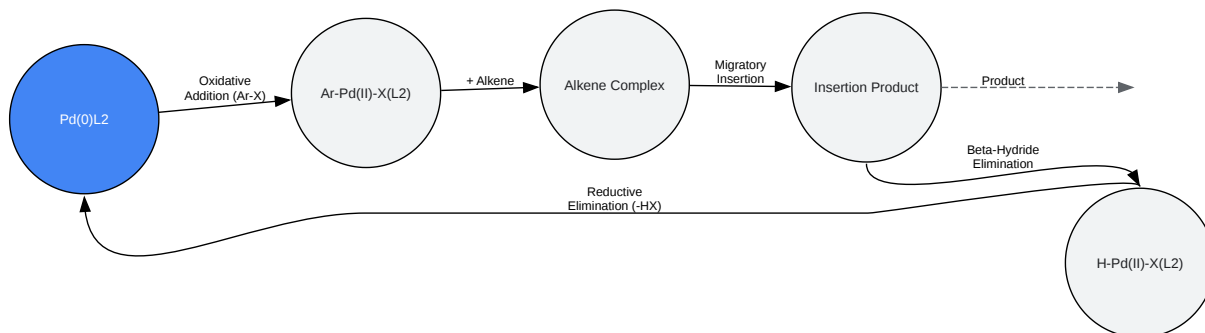 Pd(0)L2
Oxidative
Addition (Ar-X)
Ar-Pd(II)-X(L2)
+ Alkene
Alkene Complex
Migratory
Insertion
Insertion Product
Product
Beta-Hydride
Elimination
Reductive
Elimination (-HX)
H-Pd(II)-X(L2)